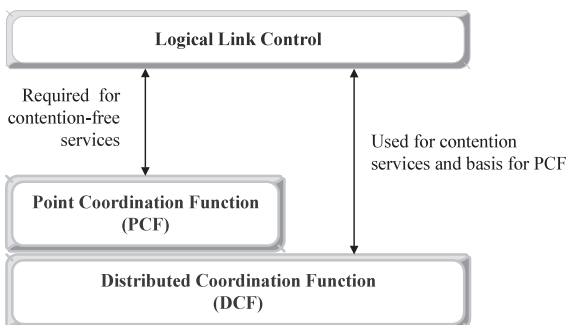 Logical Link Control
Required for
contention-free
services
Used for contention
services and basis for PCF
Point Coordination Function
(PCF)
Distributed Coordination Function
(DCF)